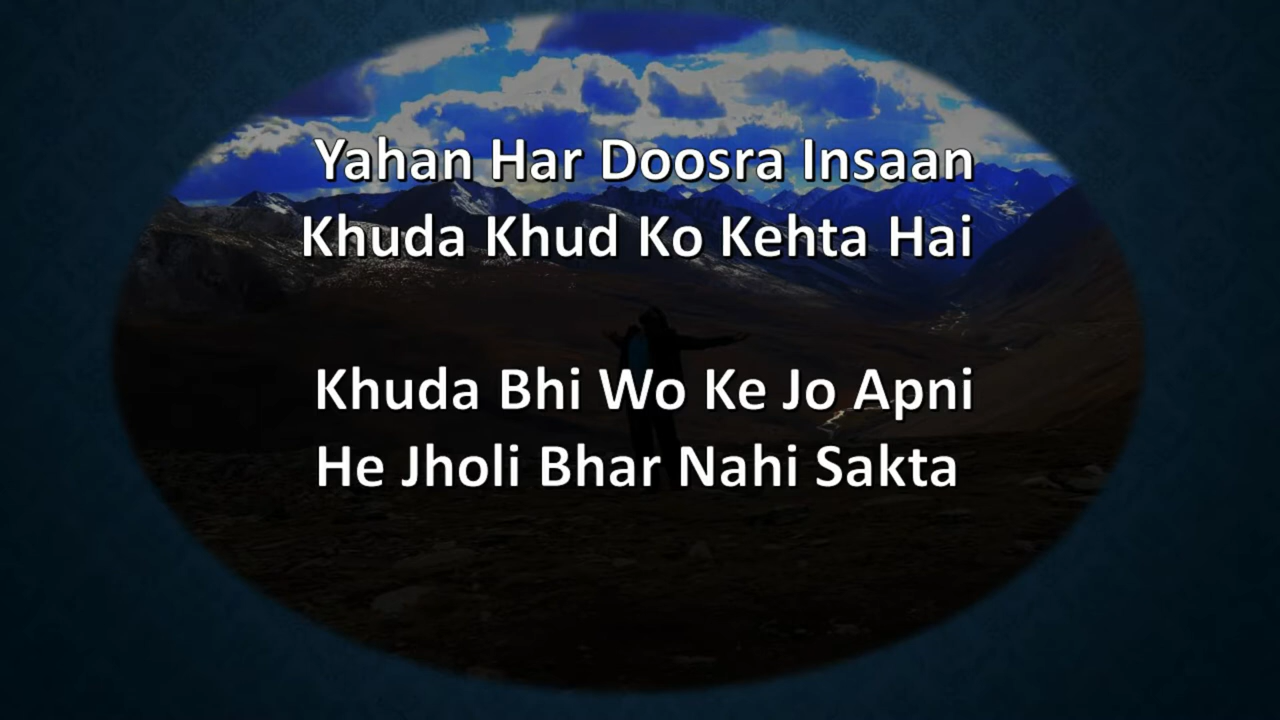 Yahan Har Doosra Insaan
Khuda Khud Ko Kehta Hai
Khuda Bhi Wo Ke Jo Apni
He Jholi Bhar Nahi Sakta